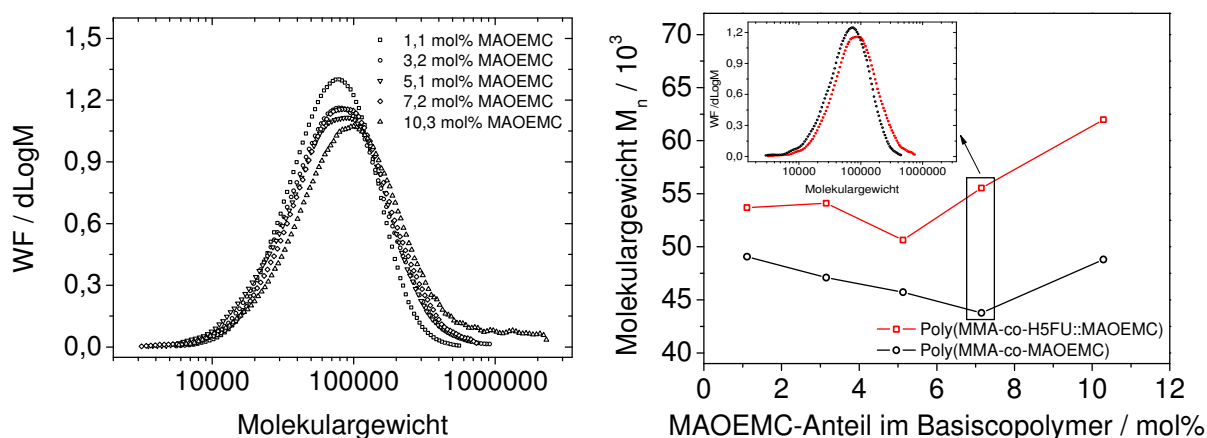 1,5
1,2
0,9
0,6
0,3
0,0
WF / dLogM
10000 100000 1000000
Molekulargewicht
1,1 mol% MAOEMC
3,2 mol% MAOEMC
5,1 mol% MAOEMC
7,2 mol% MAOEMC
10,3 mol% MAOEMC
70
65
60
55
50
45
40
Molekulargewicht Mn / 10³
0 2 4 6 8 10 12
MAOEMC-Anteil im Basiscopolymer / mol%
1,2
0,9
0,6
0,3
0,0
WF /dLogM
10000 100000 1000000
Molekulargewicht
Poly(MMA-co-H5FU::MAOEMC)
Poly(MMA-co-MAOEMC)